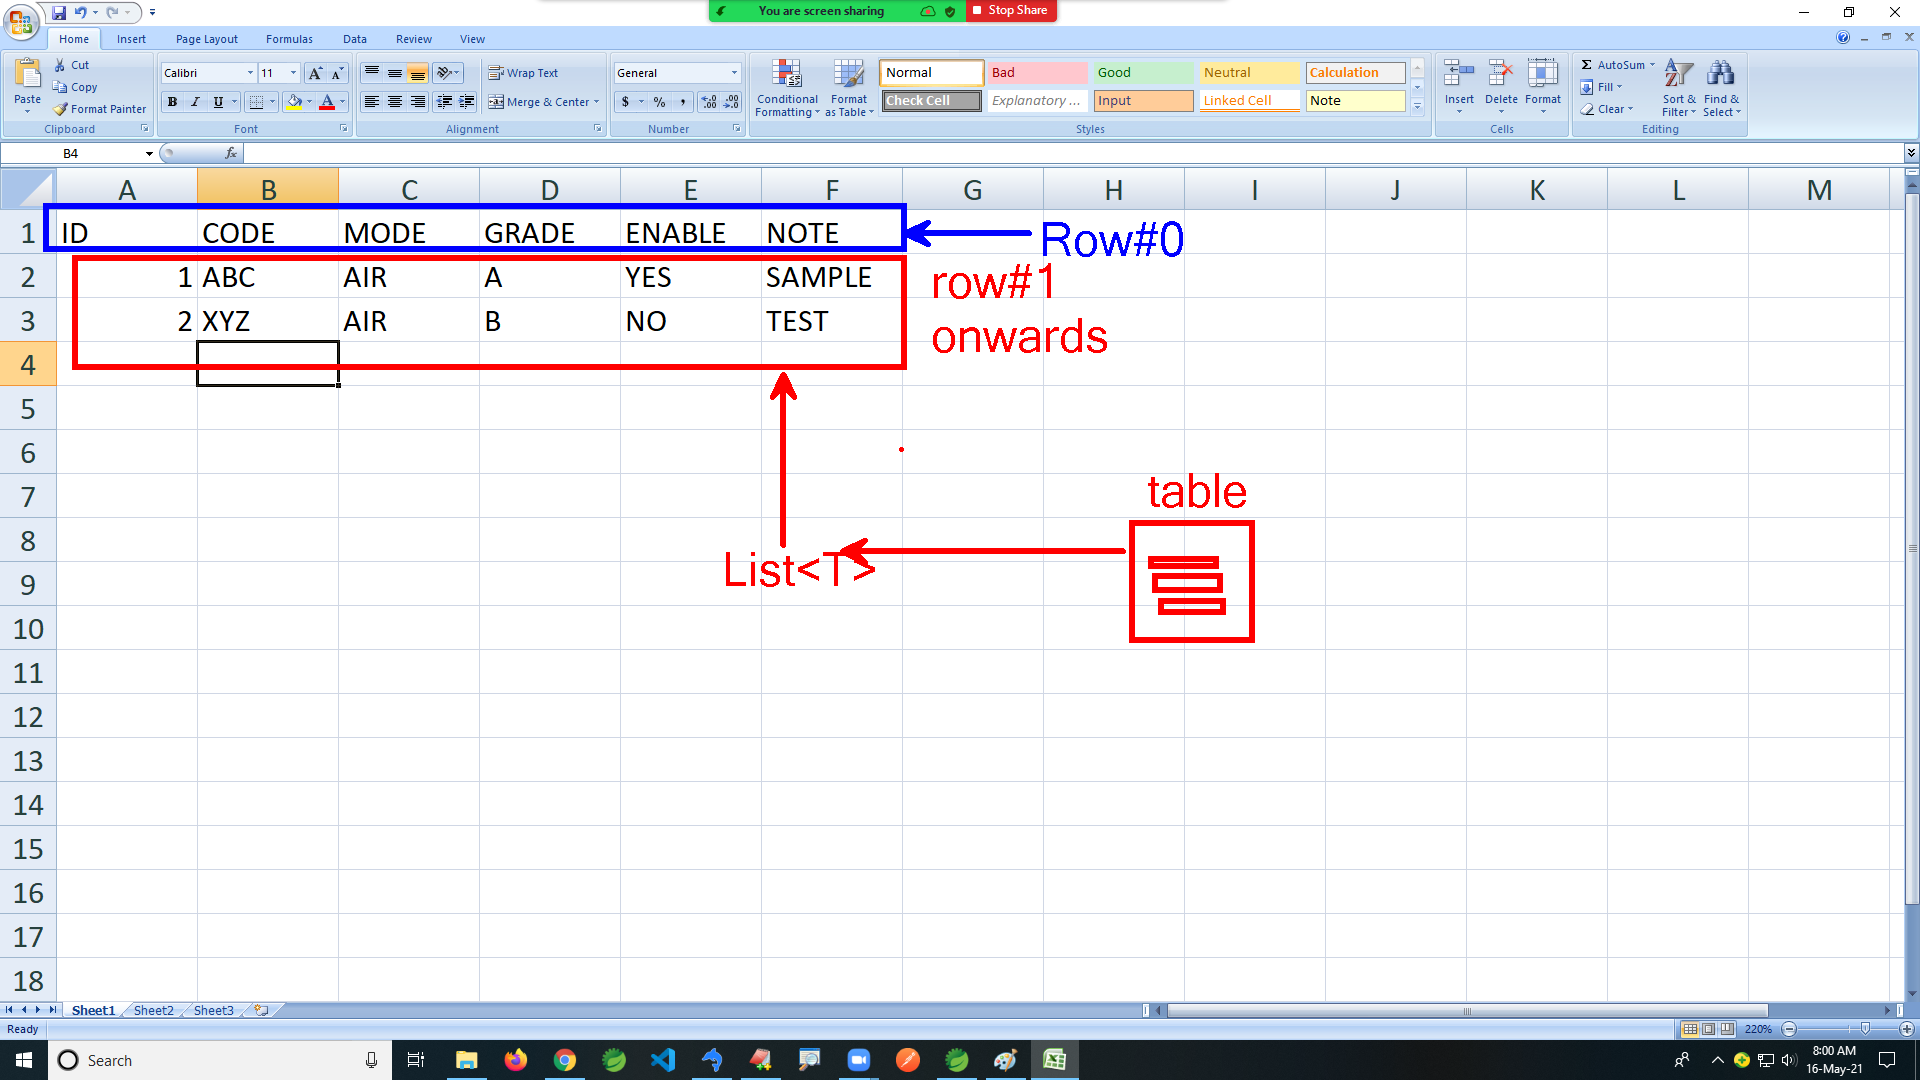 You are screen sharing
Stop Share
Home Insert Page Layout Formulas Data Review View
Paste
Cut
Copy
Format Painter
Clipboard
Calibri 11
B I U
Font
Wrap Text
Merge & Center
Alignment
General
$ % ,
Number
Conditional Formatting
Format as Table
Normal Bad Good Neutral Calculation
Check Cell Explanatory ... Input Linked Cell Note
Styles
Insert Delete Format
Cells
Σ AutoSum
Fill
Clear
Sort & Filter
Find & Select
Editing
B4
fx
A B C D E F G H I J K L M
1 ID CODE MODE GRADE ENABLE NOTE
Row#0
2 1 ABC AIR A YES SAMPLE
row#1
3 2 XYZ AIR B NO TEST
onwards
4
5
6
7
table
8
9
List<T>
10
11
12
13
14
15
16
17
18
Sheet1 Sheet2 Sheet3
Ready
220%
Search
8:00 AM
16-May-21